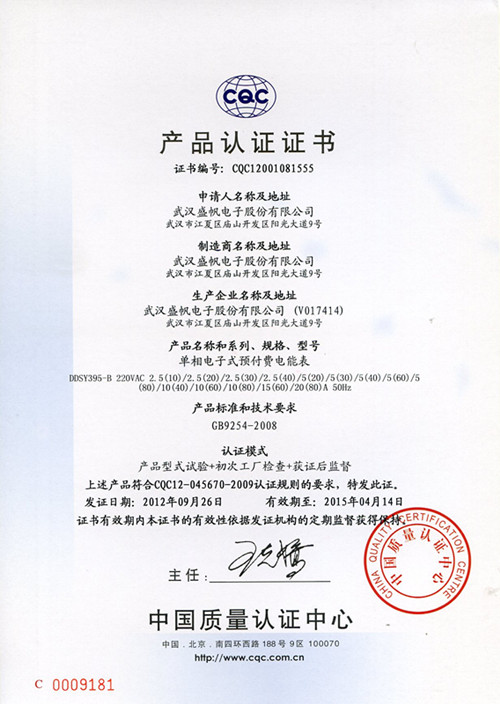 CQC
产品认证证书
证书编号: CQC12001081555
申请人名称及地址
武汉盛帆电子股份有限公司
武汉市江夏区庙山开发区阳光大道9号
制造商名称及地址
武汉盛帆电子股份有限公司
武汉市江夏区庙山开发区阳光大道9号
生产企业名称及地址
武汉盛帆电子股份有限公司 (V017414)
武汉市江夏区庙山开发区阳光大道9号
产品名称和系列、规格、型号
单相电子式预付费电能表
DDSY395-B 220VAC 2.5(10)/2.5(20)/2.5(30)/2.5(40)/5(20)/5(30)/5(40)/5(60)/5
(80)/10(40)/10(60)/10(80)/15(60)/20(80)A 50Hz
产品标准和技术要求
GB9254-2008
认证模式
产品型式试验+初次工厂检查+获证后监督
上述产品符合CQC12-045670-2009认证规则的要求，特发此证。
发证日期: 2012年09月26日 有效期至: 2015年04月14日
证书有效期内本证书的有效性依据发证机构的定期监督获得保持。
主任:
CHINA QUALITY CERTIFICATION CENTRE
中国质量认证中心
中国质量认证中心
中国．北京．南四环西路188号9区 100070
http://www.cqc.com.cn
C 0009181